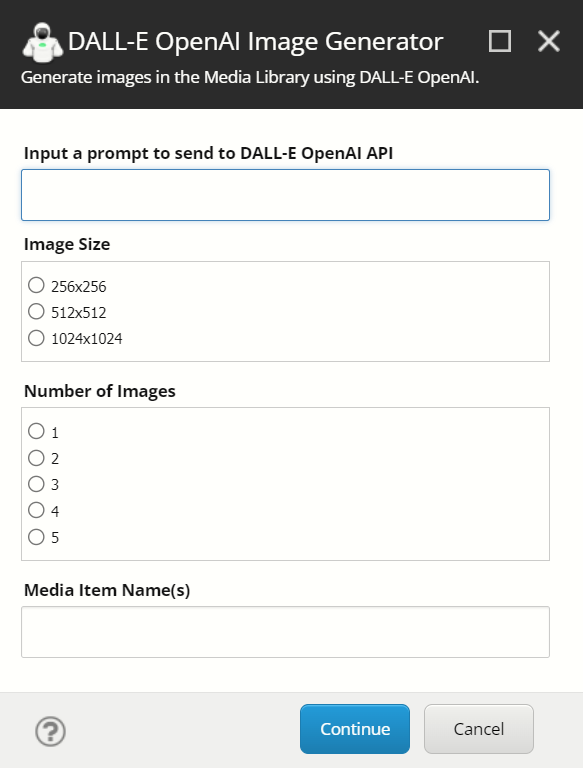 DALL-E OpenAI Image Generator
Generate images in the Media Library using DALL-E OpenAI.
Input a prompt to send to DALL-E OpenAI API
Image Size
256x256
512x512
1024x1024
Number of Images
1
2
3
4
5
Media Item Name(s)
?
Continue
Cancel